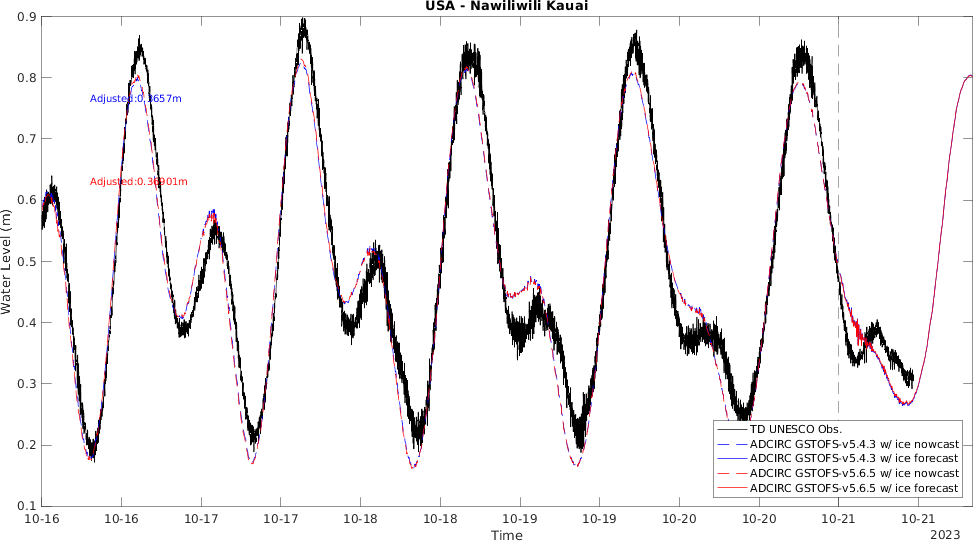 USA - Nawiliwili Kauai
0.9
0.8
0.7
0.6
0.5
0.4
0.3
0.2
0.1
Water Level (m)
Adjusted:0.3657m
Adjusted:0.36901m
TD UNESCO Obs.
ADCIRC GSTOFS-v5.4.3 w/ ice nowcast
ADCIRC GSTOFS-v5.4.3 w/ ice forecast
ADCIRC GSTOFS-v5.6.5 w/ ice nowcast
ADCIRC GSTOFS-v5.6.5 w/ ice forecast
10-16 10-16 10-17 10-17 10-18 10-18 10-19 10-19 10-20 10-20 10-21 10-21
Time
2023